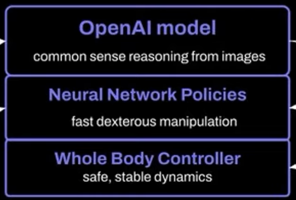 OpenAI model
common sense reasoning from images
Neural Network Policies
fast dexterous manipulation
Whole Body Controller
safe, stable dynamics